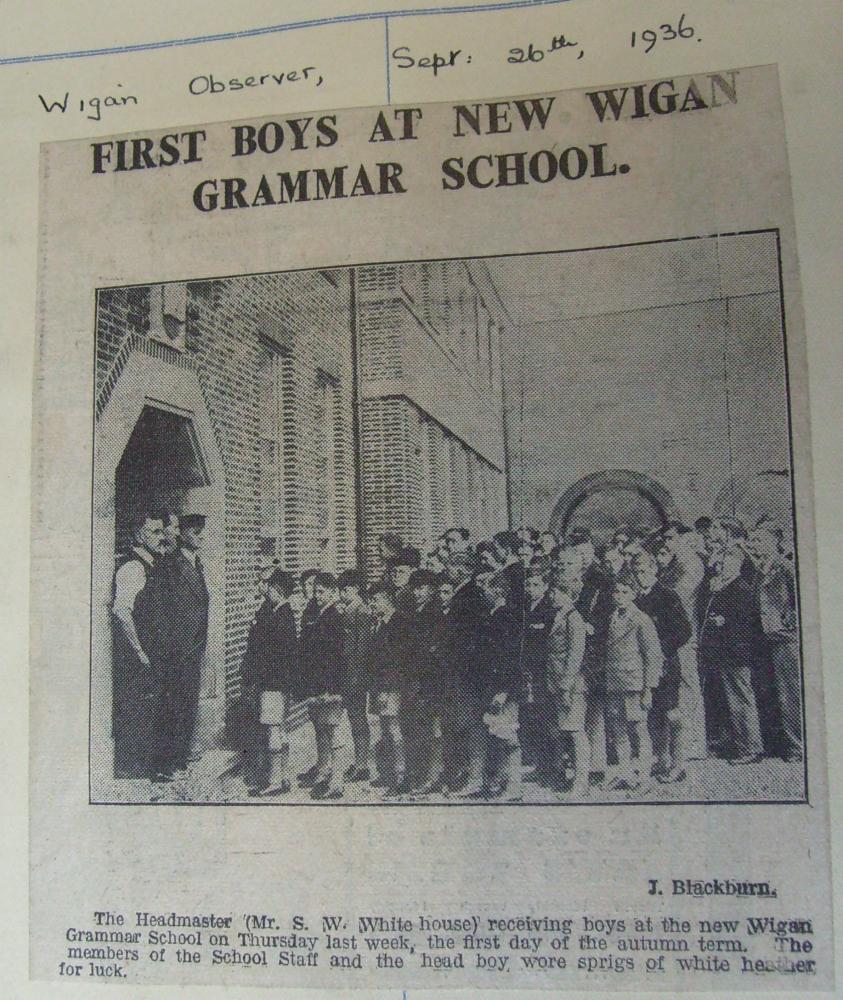 Wigan Observer, Sept: 26th, 1936.
FIRST BOYS AT NEW WIGAN
GRAMMAR SCHOOL.
J. Blackburn.
The Headmaster (Mr. S. W. White house) receiving boys at the new Wigan
Grammar School on Thursday last week, the first day of the autumn term. The
members of the School Staff and the head boy wore sprigs of white heather
for luck.